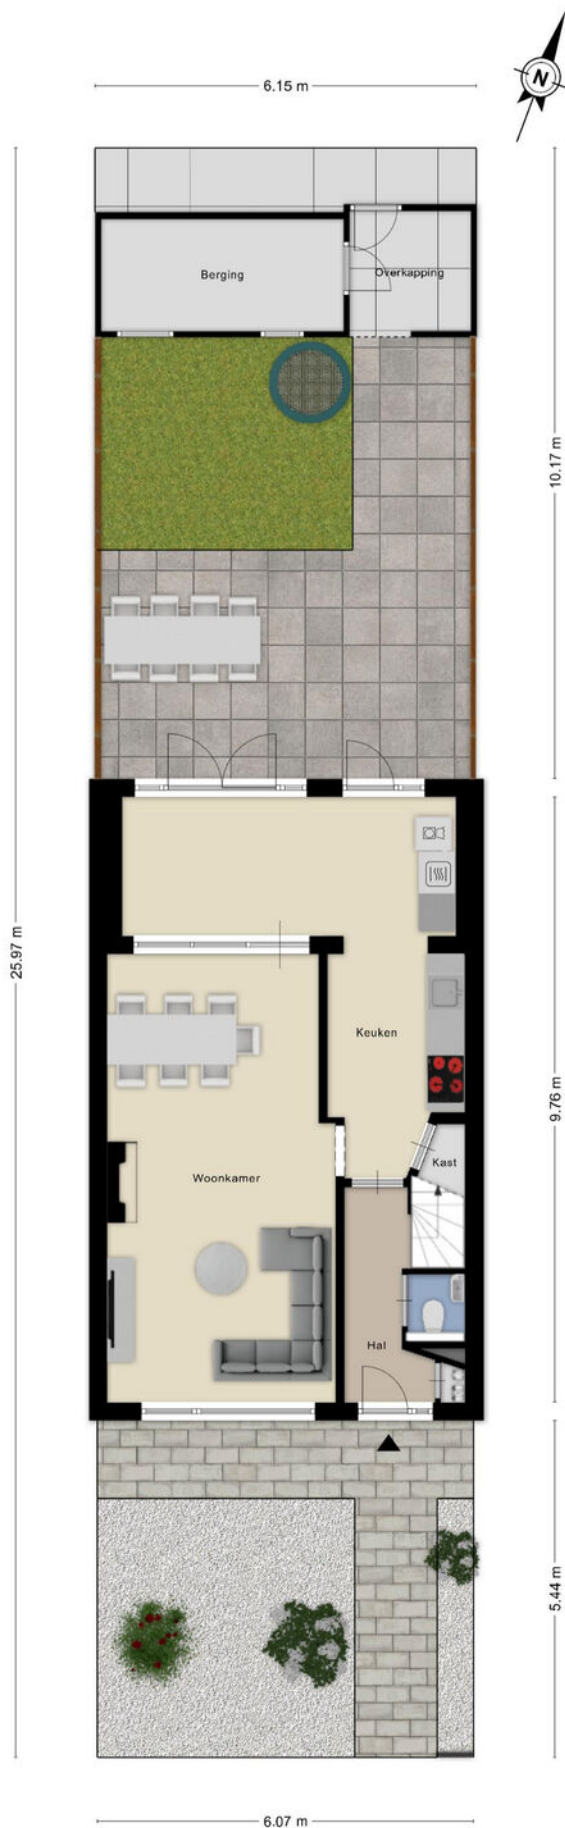 N
6.15 m
Berging
Overkapping
10.17 m
25.97 m
Keuken
9.76 m
Kast
Woonkamer
Hal
5.44 m
6.07 m